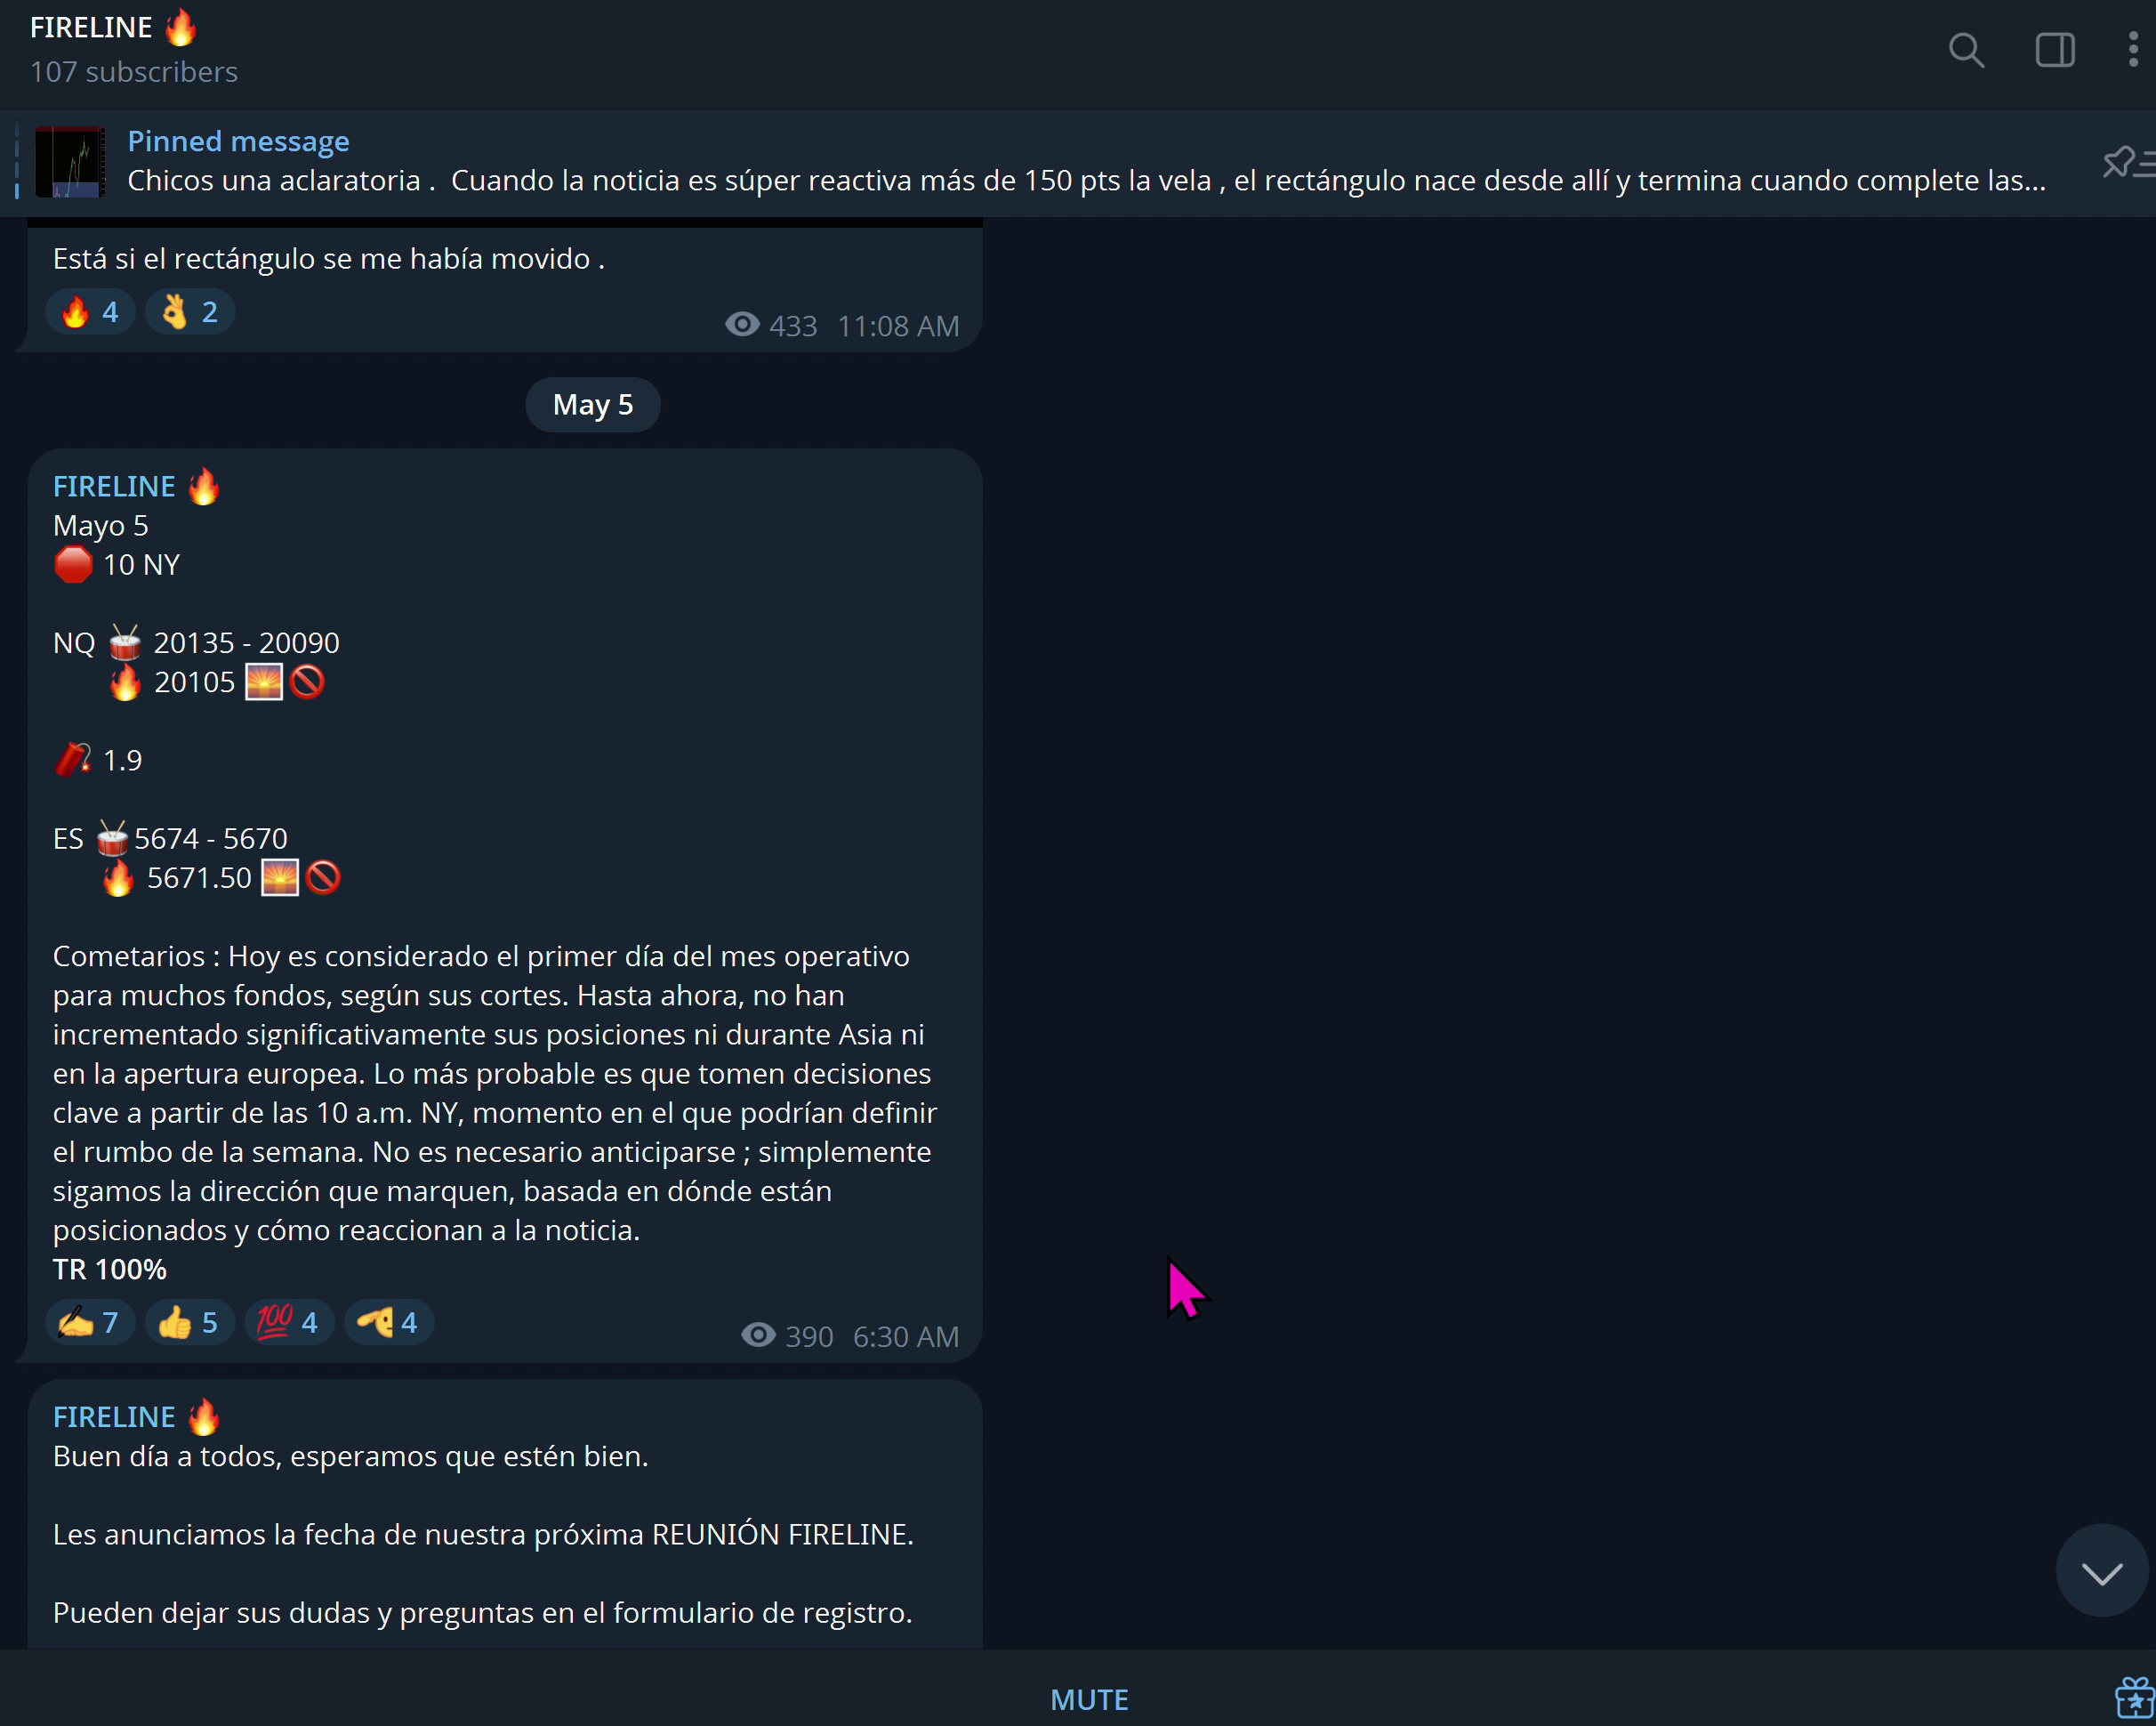 FIRELINE 🔥
107 subscribers
Pinned message
Chicos una aclaratoria . Cuando la noticia es súper reactiva más de 150 pts la vela , el rectángulo nace desde allí y termina cuando complete las...
Está si el rectángulo se me había movido .
🔥 4 👌 2 433 11:08 AM
May 5
FIRELINE 🔥
Mayo 5
🛑 10 NY
NQ 🥁 20135 - 20090
🔥 20105 🌅🚫
🧨 1.9
ES 🥁 5674 - 5670
🔥 5671.50 🌅🚫
Cometarios : Hoy es considerado el primer día del mes operativo
para muchos fondos, según sus cortes. Hasta ahora, no han
incrementado significativamente sus posiciones ni durante Asia ni
en la apertura europea. Lo más probable es que tomen decisiones
clave a partir de las 10 a.m. NY, momento en el que podrían definir
el rumbo de la semana. No es necesario anticiparse ; simplemente
sigamos la dirección que marquen, basada en dónde están
posicionados y cómo reaccionan a la noticia.
TR 100%
✍️ 7 👍 5 💯 4 🫡 4 390 6:30 AM
FIRELINE 🔥
Buen día a todos, esperamos que estén bien.
Les anunciamos la fecha de nuestra próxima REUNIÓN FIRELINE.
Pueden dejar sus dudas y preguntas en el formulario de registro.
MUTE